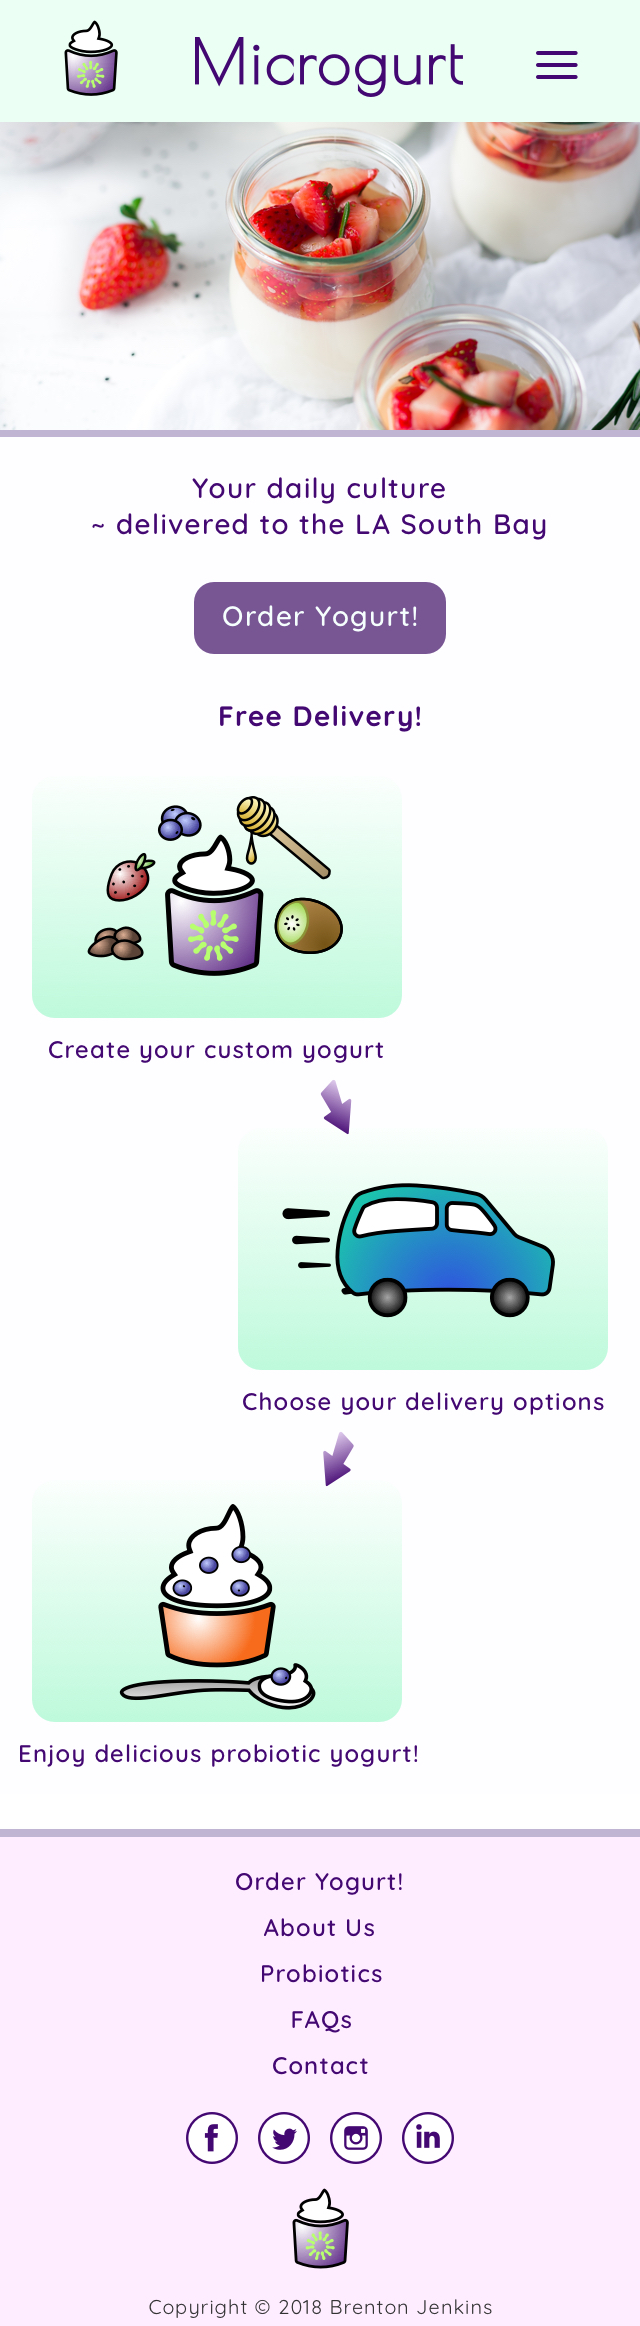 Microgurt
Your daily culture
~ delivered to the LA South Bay
Order Yogurt!
Free Delivery!
Create your custom yogurt
Choose your delivery options
Enjoy delicious probiotic yogurt!
Order Yogurt!
About Us
Probiotics
FAQs
Contact
Copyright © 2018 Brenton Jenkins